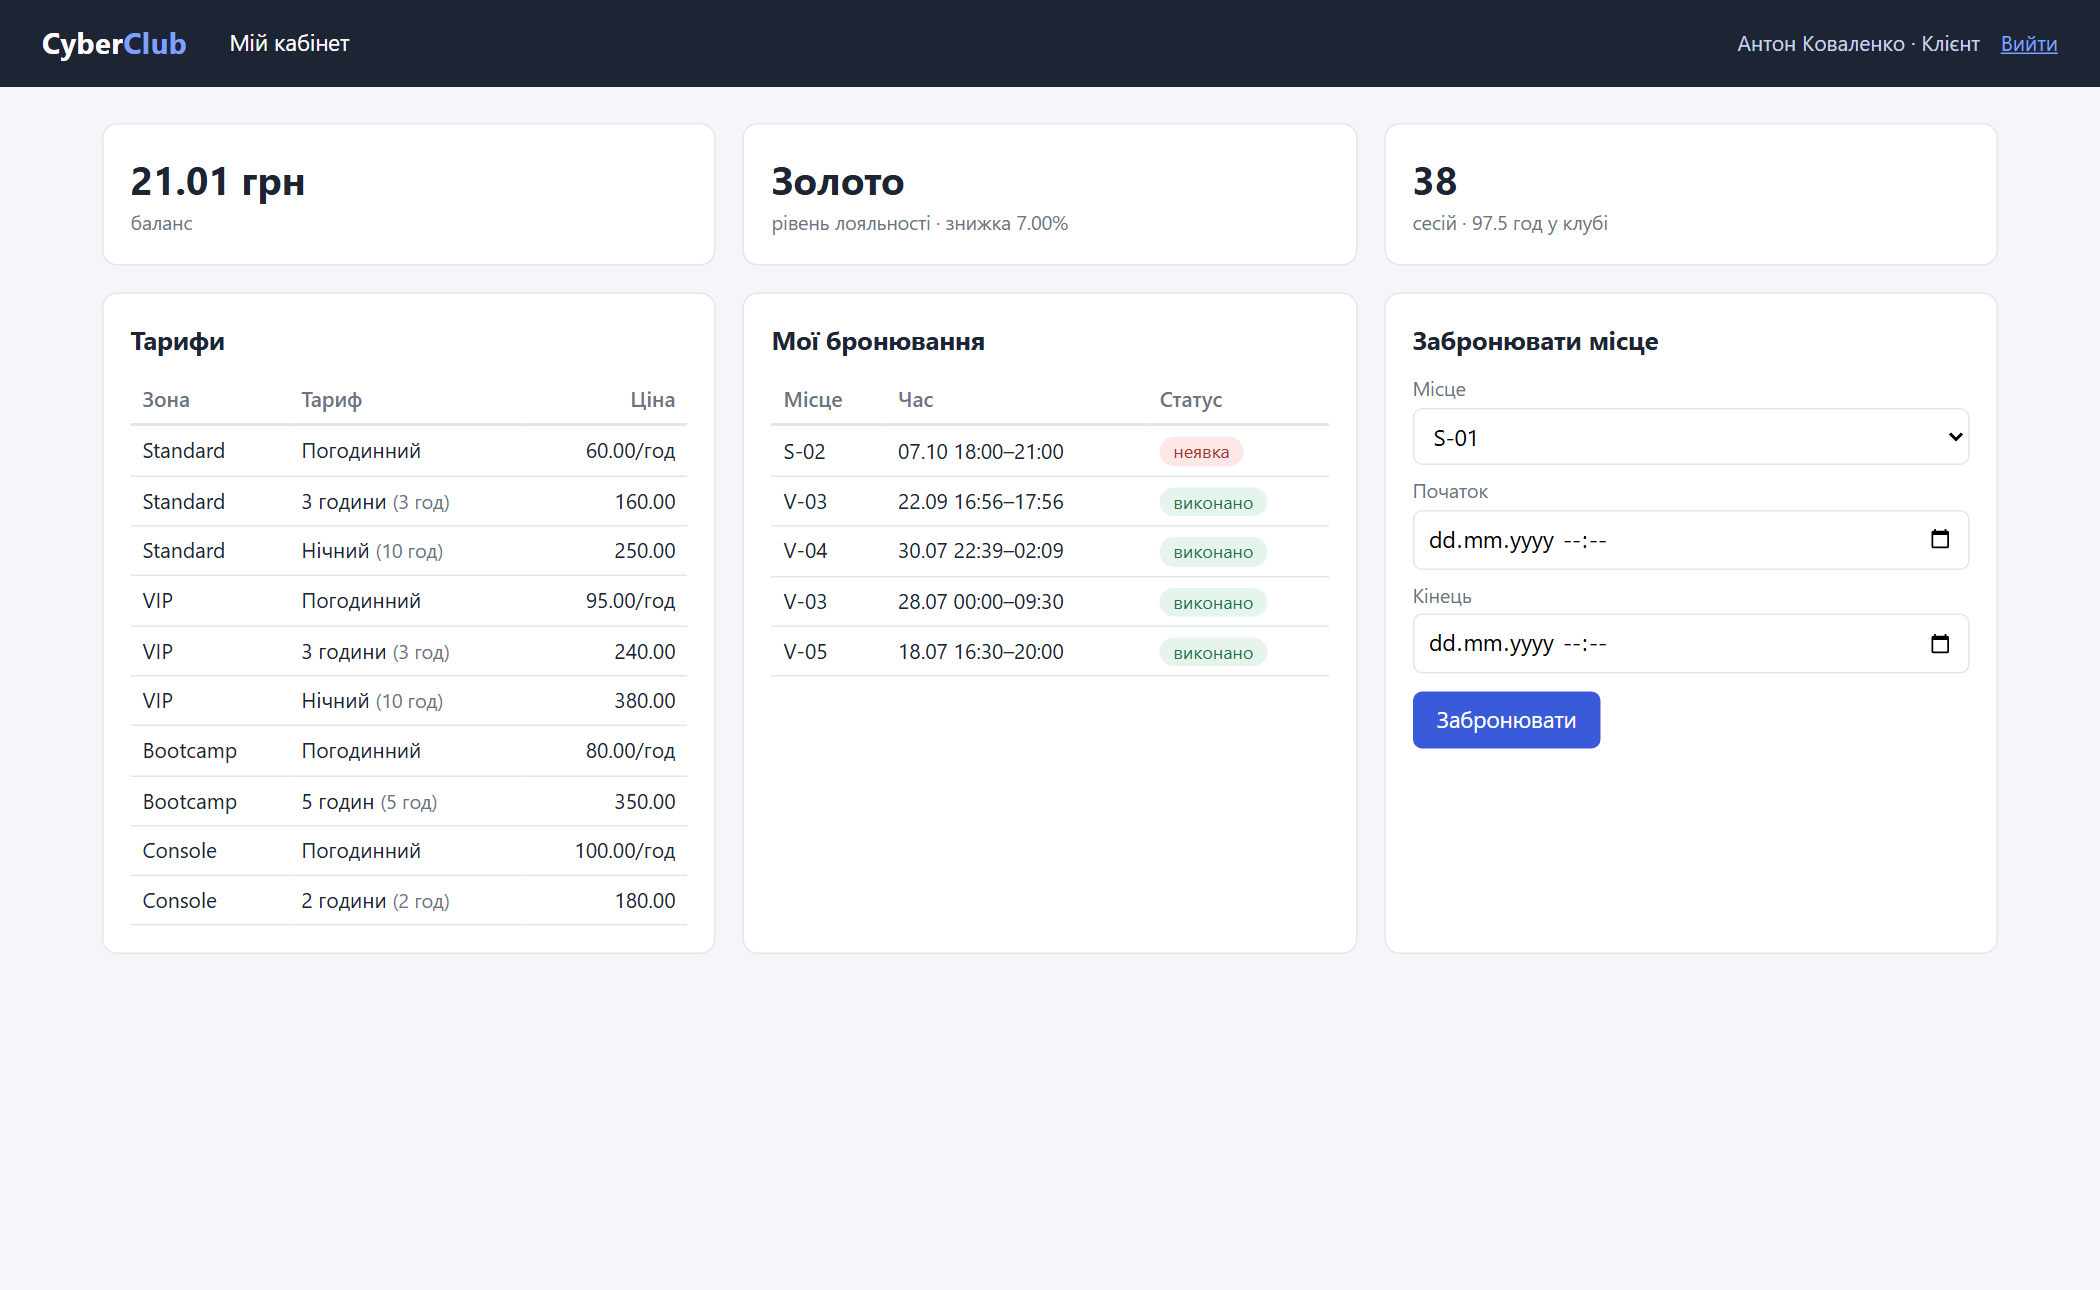 CyberClub Мій кабінет Антон Коваленко · Клієнт Вийти
21.01 грн
баланс
Золото
рівень лояльності · знижка 7.00%
38
сесій · 97.5 год у клубі
Тарифи
Зона Тариф Ціна
Standard Погодинний 60.00/год
Standard 3 години (3 год) 160.00
Standard Нічний (10 год) 250.00
VIP Погодинний 95.00/год
VIP 3 години (3 год) 240.00
VIP Нічний (10 год) 380.00
Bootcamp Погодинний 80.00/год
Bootcamp 5 годин (5 год) 350.00
Console Погодинний 100.00/год
Console 2 години (2 год) 180.00
Мої бронювання
Місце Час Статус
S-02 07.10 18:00–21:00 неявка
V-03 22.09 16:56–17:56 виконано
V-04 30.07 22:39–02:09 виконано
V-03 28.07 00:00–09:30 виконано
V-05 18.07 16:30–20:00 виконано
Забронювати місце
Місце
S-01
Початок
dd.mm.yyyy --:--
Кінець
dd.mm.yyyy --:--
Забронювати